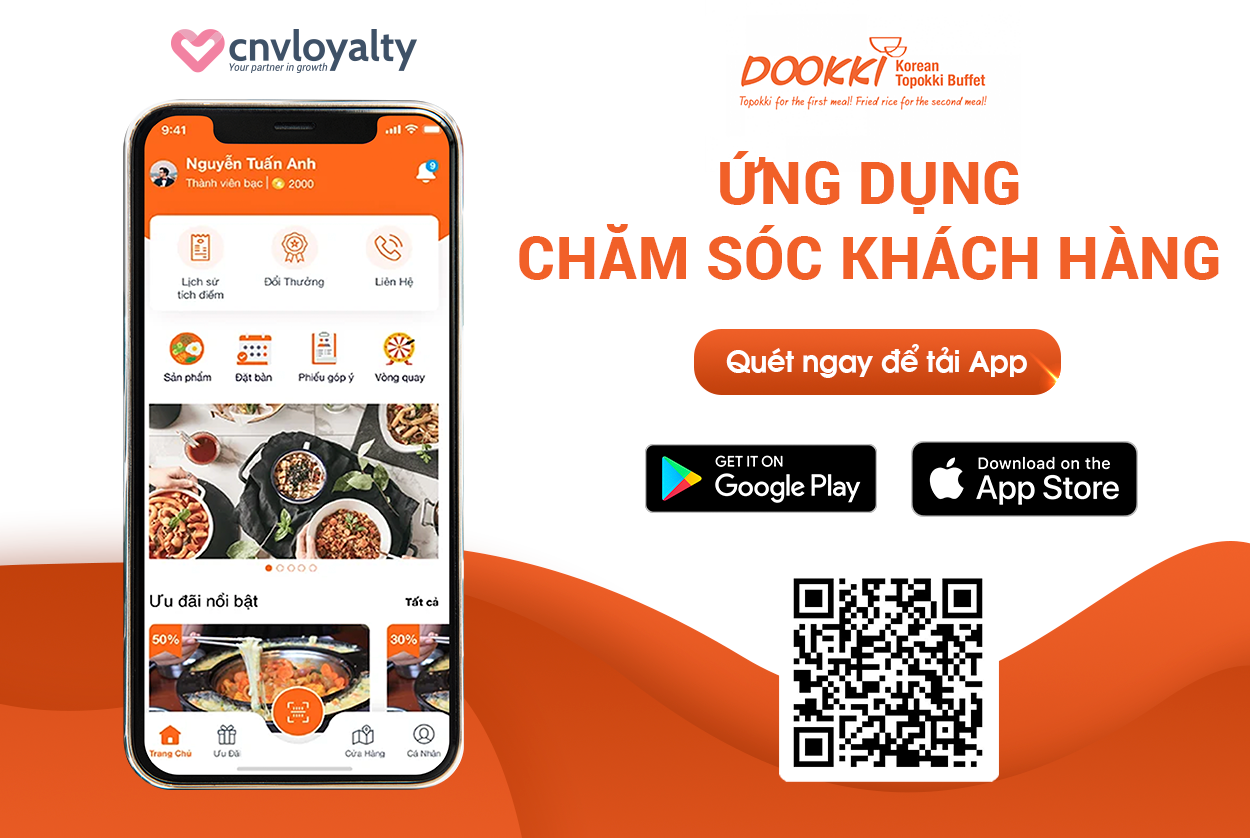 cnvloyalty
Your partner in growth
DOOKKI
Korean
Topokki Buffet
Topokki for the first meal! Fried rice for the second meal!
9:41
Nguyễn Tuấn Anh
Thành viên bạc | 2000
9
Lịch sử
tích điểm
Đổi Thưởng
Liên Hệ
Sản phẩm
Đặt bàn
Phiếu góp ý
Vòng quay
Ưu đãi nổi bật
Tất cả
50%
30%
Trang Chủ
Ưu Đãi
Cửa Hàng
Cá Nhân
ỨNG DỤNG
CHĂM SÓC KHÁCH HÀNG
Quét ngay để tải App
GET IT ON
Google Play
Download on the
App Store